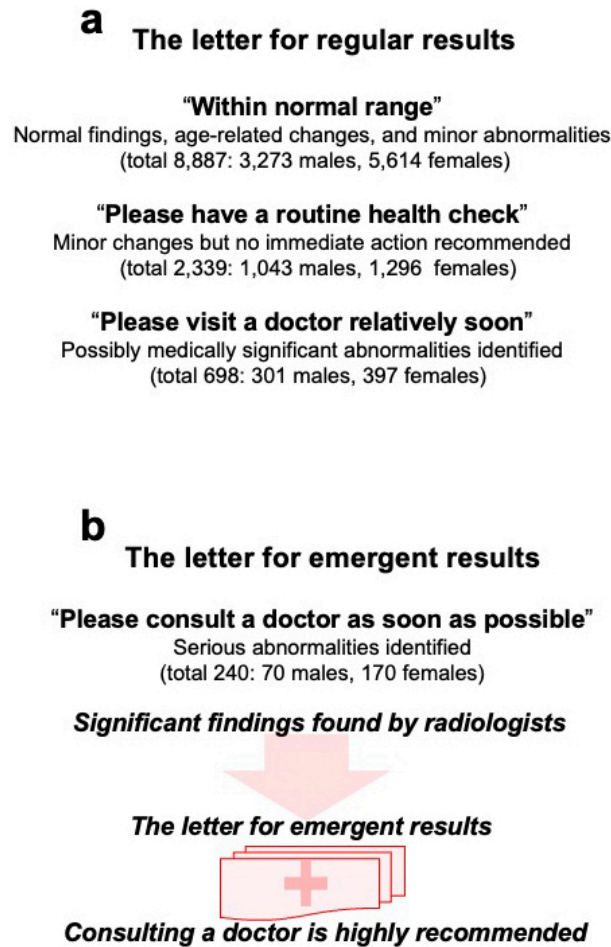 a
The letter for regular results
“Within normal range”
Normal findings, age-related changes, and minor abnormalities
(total 8,887: 3,273 males, 5,614 females)
“Please have a routine health check”
Minor changes but no immediate action recommended
(total 2,339: 1,043 males, 1,296 females)
“Please visit a doctor relatively soon”
Possibly medically significant abnormalities identified
(total 698: 301 males, 397 females)
b
The letter for emergent results
“Please consult a doctor as soon as possible”
Serious abnormalities identified
(total 240: 70 males, 170 females)
Significant findings found by radiologists
The letter for emergent results
Consulting a doctor is highly recommended